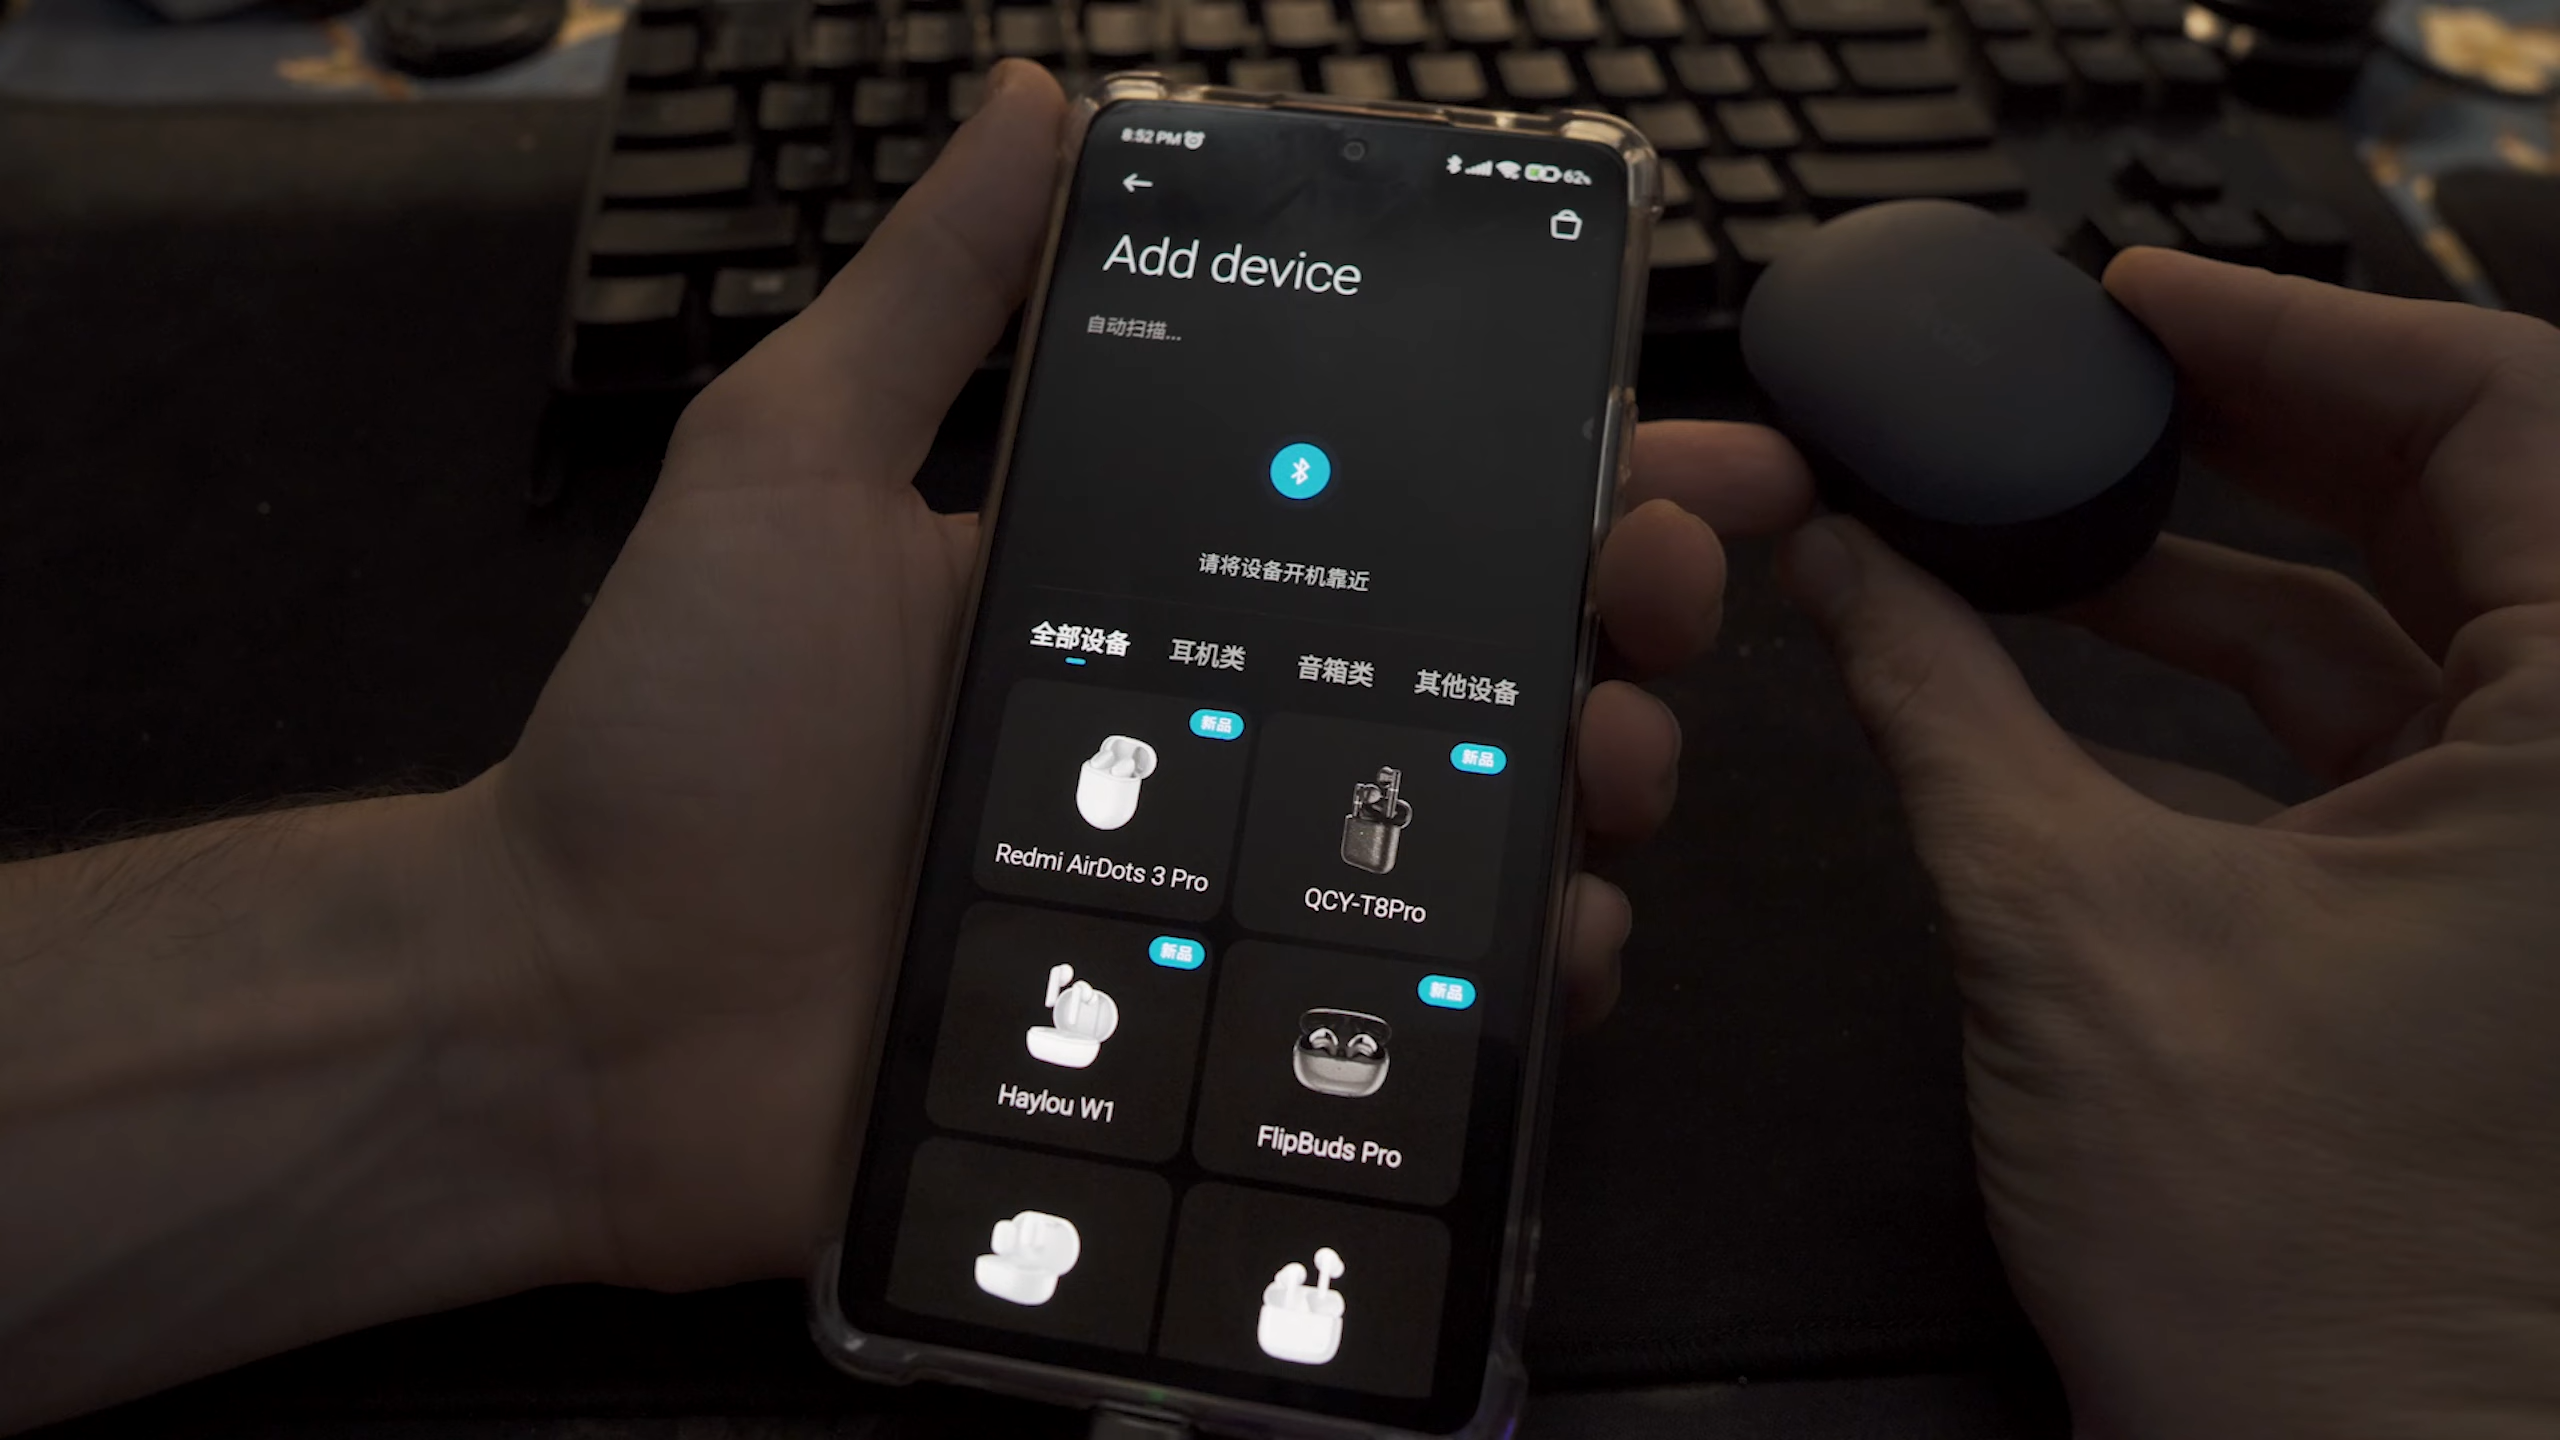 8:52 PM
62%
Add device
自动扫描...
请将设备开机靠近
全部设备 耳机类 音箱类 其他设备
新品
新品
Redmi AirDots 3 Pro
QCY-T8Pro
新品
新品
Haylou W1
FlipBuds Pro